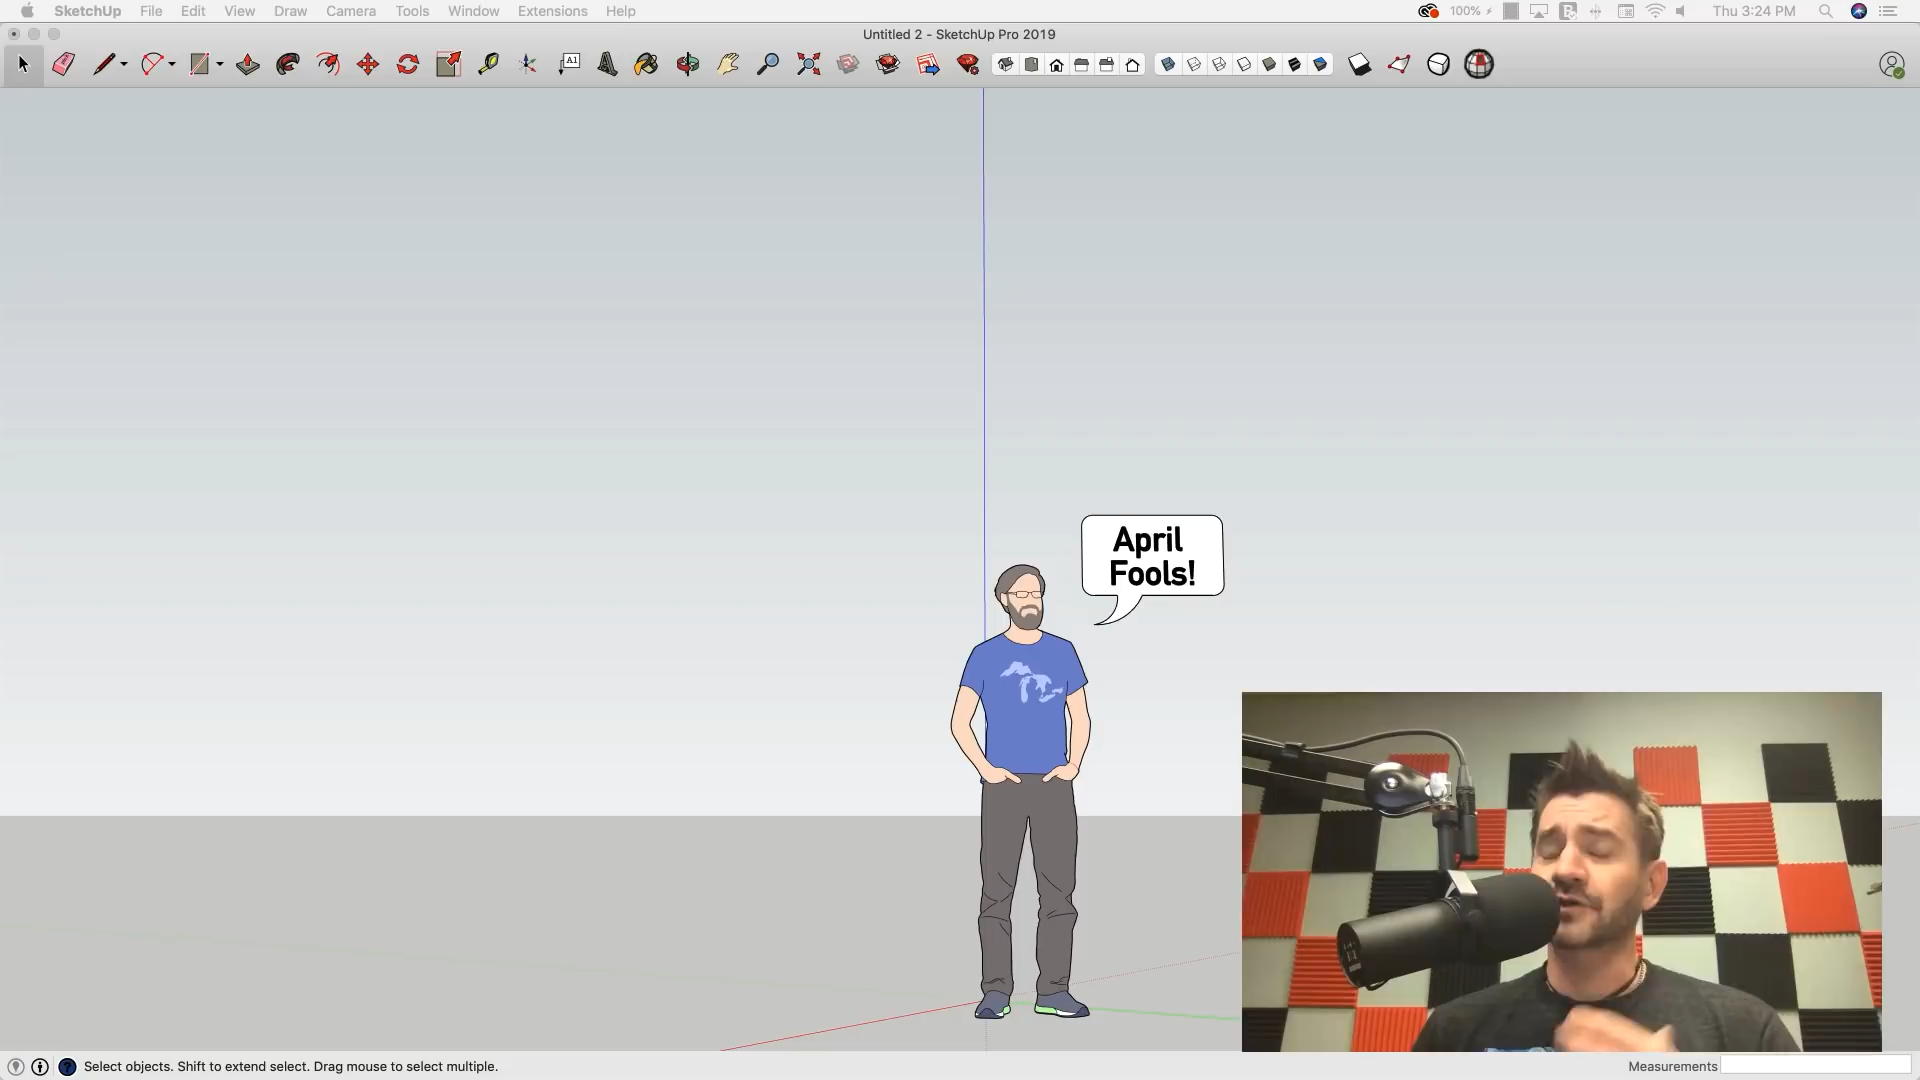 SketchUp File Edit View Draw Camera Tools Window Extensions Help 100% Thu 3:24 PM
Untitled 2 - SketchUp Pro 2019
A1
April
Fools!
Select objects. Shift to extend select. Drag mouse to select multiple. Measurements